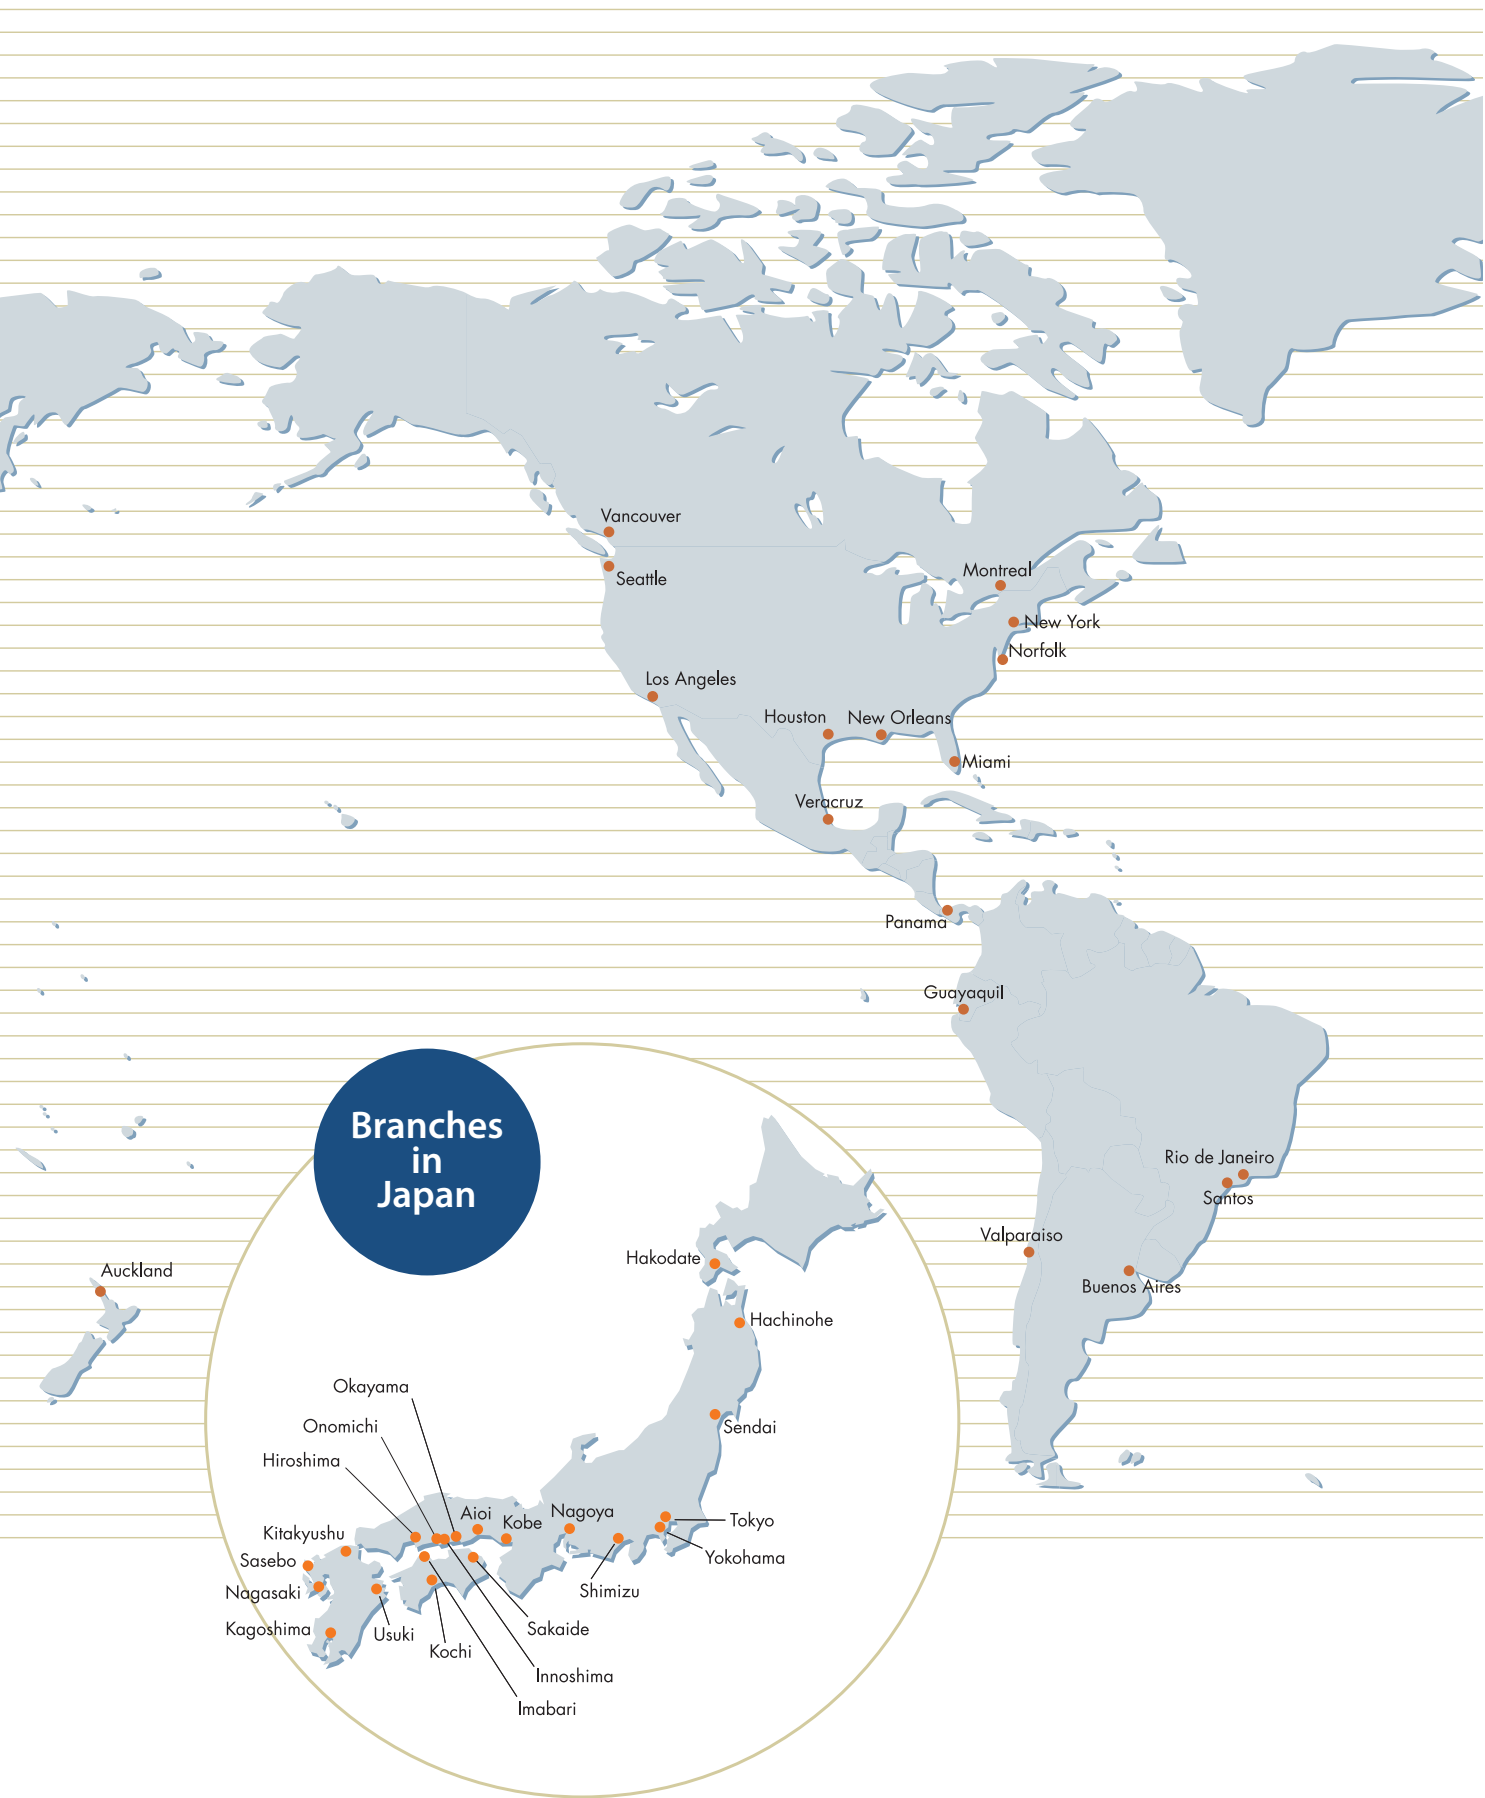 Vancouver
Seattle
Montreal
New York
Norfolk
Los Angeles
Houston
New Orleans
Miami
Veracruz
Panama
Guayaquil
Rio de Janeiro
Santos
Valparaiso
Buenos Aires
Auckland
Branches
in
Japan
Hakodate
Hachinohe
Okayama
Onomichi
Sendai
Hiroshima
Aioi
Nagoya
Kobe
Tokyo
Kitakyushu
Yokohama
Sasebo
Nagasaki
Shimizu
Kagoshima
Usuki
Sakaide
Kochi
Innoshima
Imabari